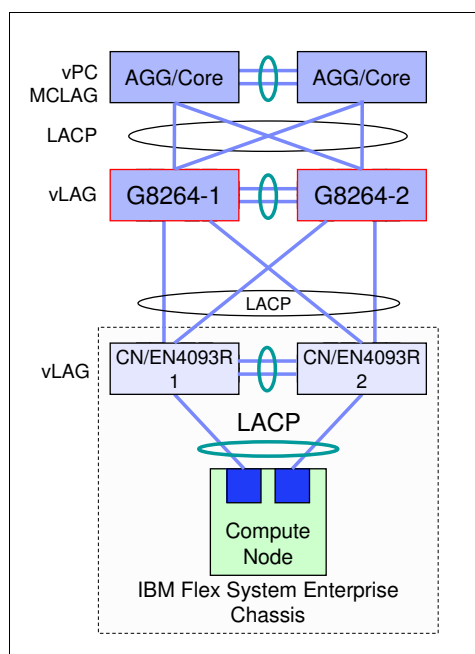 vPC
MCLAG
AGG/Core
AGG/Core
LACP
vLAG
G8264-1
G8264-2
LACP
vLAG
CN/EN4093R
1
CN/EN4093R
2
LACP
Compute
Node
IBM Flex System Enterprise
Chassis